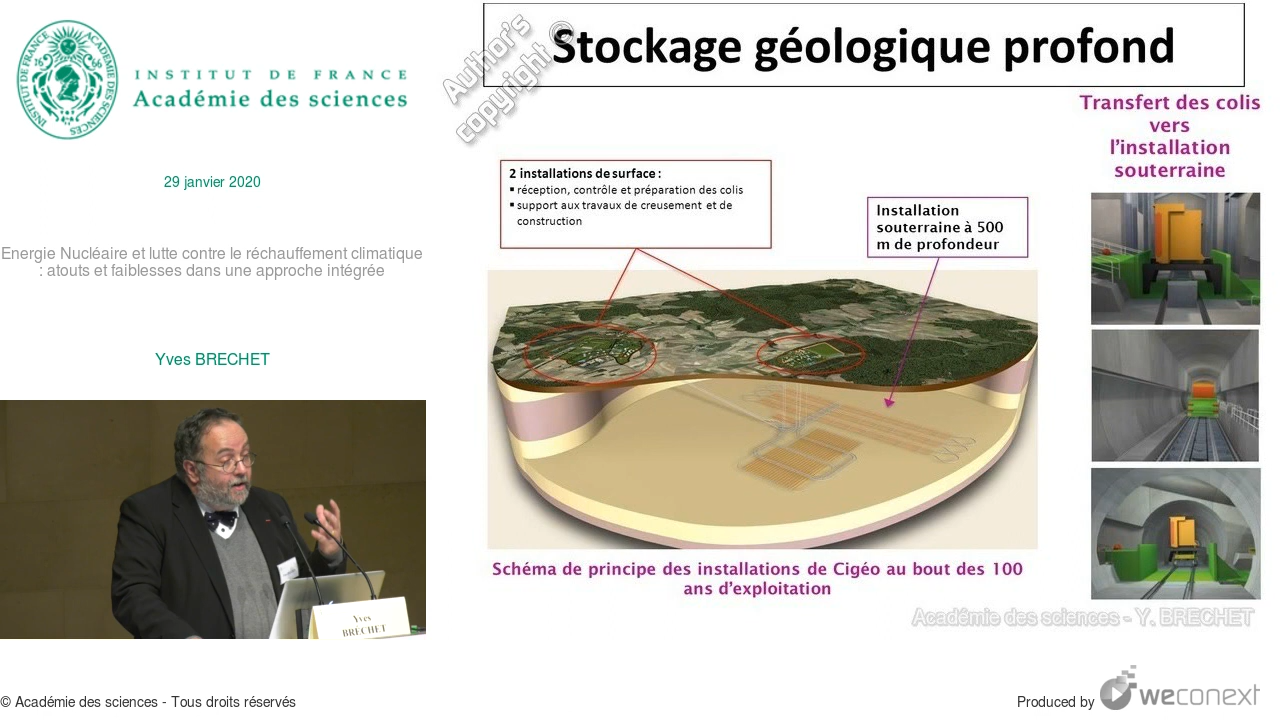 INSTITUT DE FRANCE
Académie des sciences
29 janvier 2020
Energie Nucléaire et lutte contre le réchauffement climatique
: atouts et faiblesses dans une approche intégrée
Yves BRECHET
Yves
BRECHET
Author's
copyright ©
Stockage géologique profond
Transfert des colis
vers
l'installation
souterraine
2 installations de surface :
▪ réception, contrôle et préparation des colis
▪ support aux travaux de creusement et de
construction
Installation
souterraine à 500
m de profondeur
Schéma de principe des installations de Cigéo au bout des 100
ans d'exploitation
Académie des sciences - Y. BRECHET
© Académie des sciences - Tous droits réservés
Produced by weconext